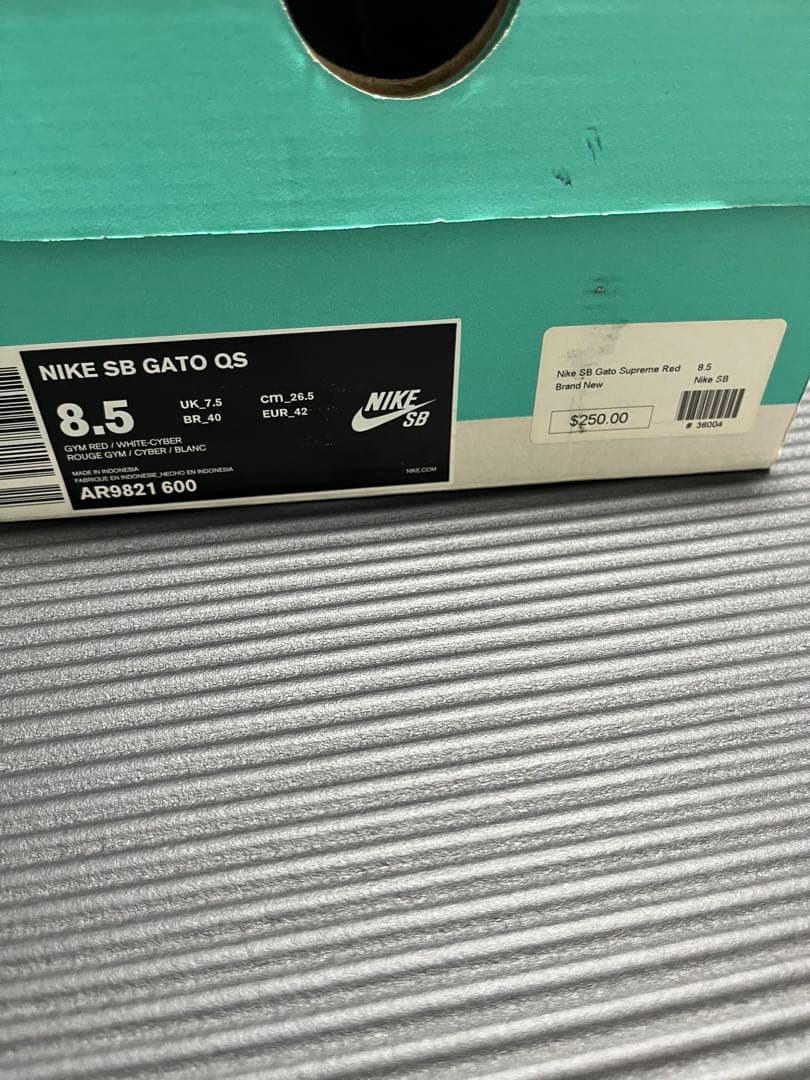 NIKE SB GATO QS
8.5
UK_7.5
BR_40
cm_26.5
EUR_42
NIKE
SB
GYM RED / WHITE-CYBER
ROUGE GYM / CYBER / BLANC
MADE IN INDONESIA
FABRIQUE EN INDONESIE_HECHO EN INDONESIA
NIKE.COM
AR9821 600
Nike SB Gato Supreme Red
Brand New
8.5
Nike SB
$250.00
# 36004